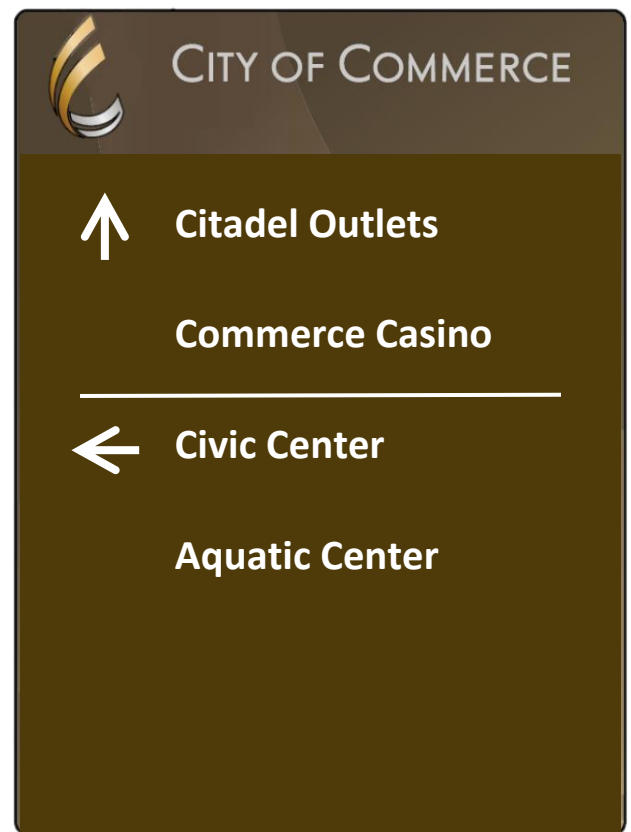 CITY OF COMMERCE
Citadel Outlets
Commerce Casino
Civic Center
Aquatic Center